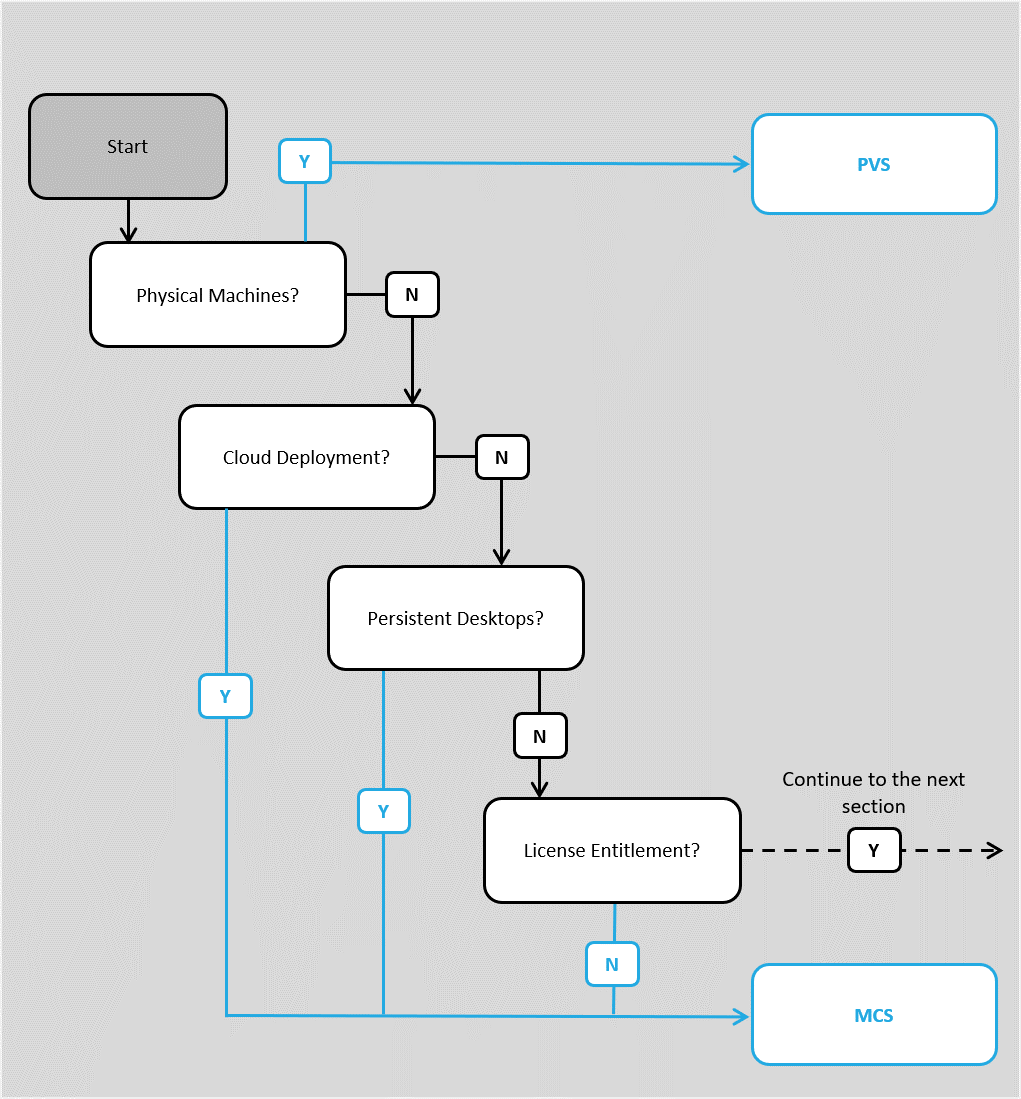 Start
Y
PVS
Physical Machines?
N
Cloud Deployment?
N
Persistent Desktops?
Y
N
Continue to the next
section
Y
License Entitlement?
Y
N
MCS